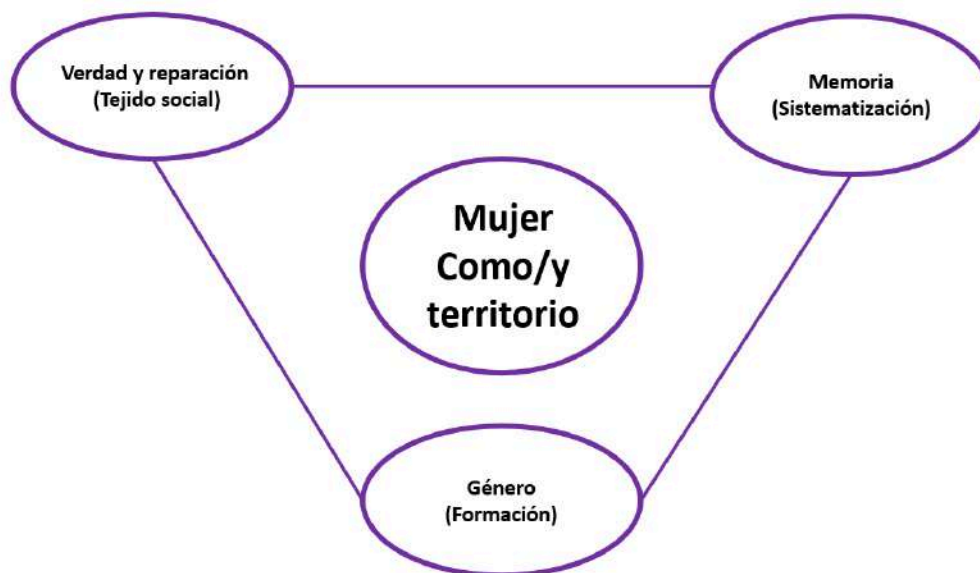 Verdad y reparación
(Tejido social)
Memoria
(Sistematización)
Mujer
Como/y
territorio
Género
(Formación)